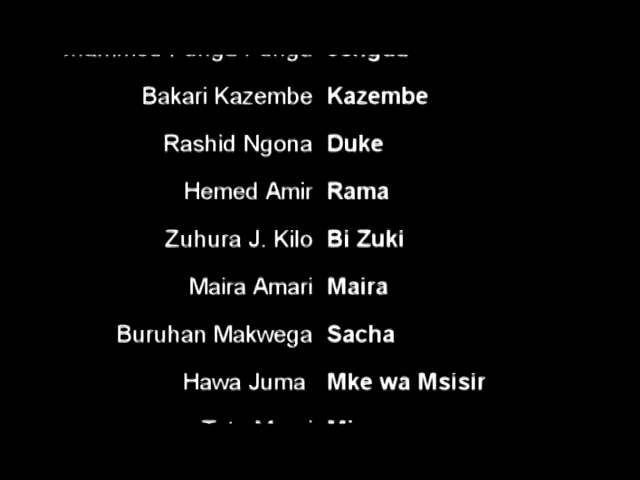 Bakari Kazembe Kazembe
Rashid Ngona Duke
Hemed Amir Rama
Zuhura J. Kilo Bi Zuki
Maira Amari Maira
Buruhan Makwega Sacha
Hawa Juma Mke wa Msisir